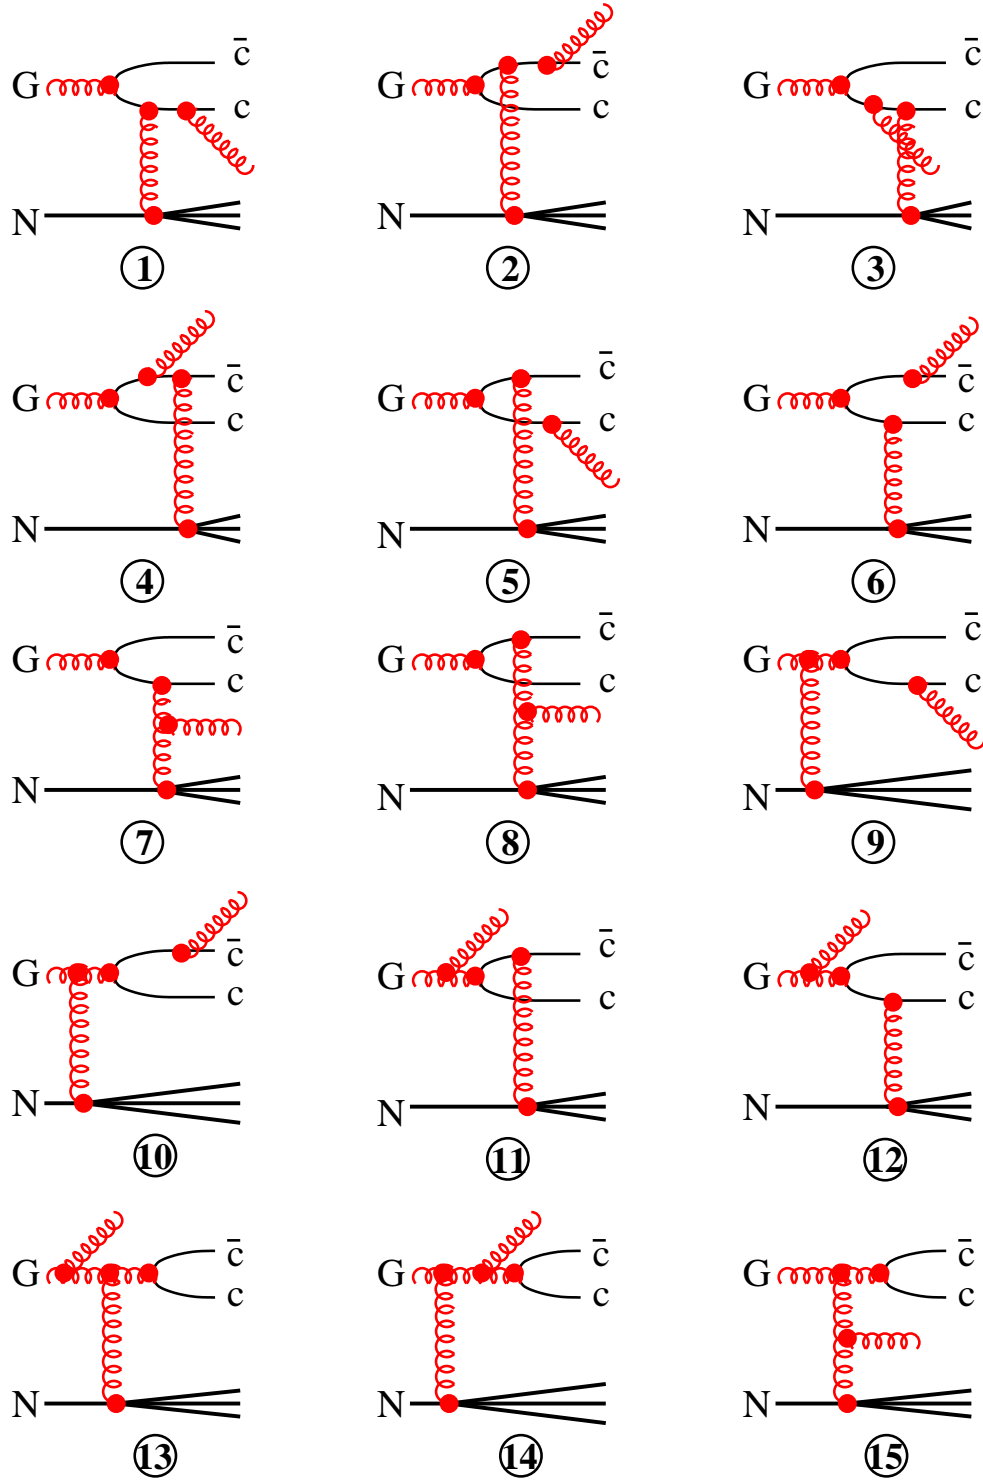 G c̄ c N 1
G c̄ c N 2
G c̄ c N 3
G c̄ c N 4
G c̄ c N 5
G c̄ c N 6
G c̄ c N 7
G c̄ c N 8
G c̄ c N 9
G c̄ c N 10
G c̄ c N 11
G c̄ c N 12
G c̄ c N 13
G c̄ c N 14
G c̄ c N 15